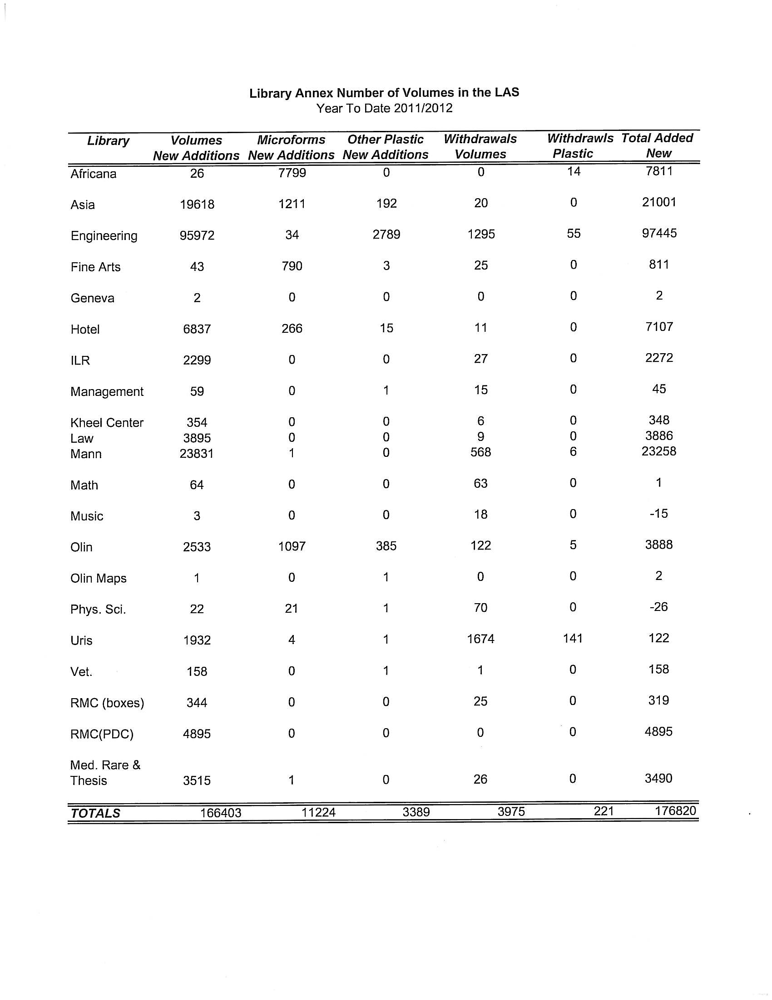 Library Annex Number of Volumes in the LAS
Year To Date 2011/2012
Library Volumes Microforms Other Plastic Withdrawals Withdrawls Total Added
New Additions New Additions New Additions Volumes Plastic New
Africana 26 7799 0 0 14 7811
Asia 19618 1211 192 20 0 21001
Engineering 95972 34 2789 1295 55 97445
Fine Arts 43 790 3 25 0 811
Geneva 2 0 0 0 0 2
Hotel 6837 266 15 11 0 7107
ILR 2299 0 0 27 0 2272
Management 59 0 1 15 0 45
Kheel Center 354 0 0 6 0 348
Law 3895 0 0 9 0 3886
Mann 23831 1 0 568 6 23258
Math 64 0 0 63 0 1
Music 3 0 0 18 0 -15
Olin 2533 1097 385 122 5 3888
Olin Maps 1 0 1 0 0 2
Phys. Sci. 22 21 1 70 0 -26
Uris 1932 4 1 1674 141 122
Vet. 158 0 1 1 0 158
RMC (boxes) 344 0 0 25 0 319
RMC(PDC) 4895 0 0 0 0 4895
Med. Rare &
Thesis 3515 1 0 26 0 3490
TOTALS 166403 11224 3389 3975 221 176820